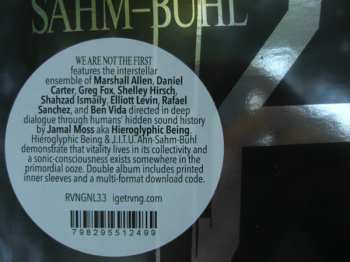 SAHM-BUHL
WE ARE NOT THE FIRST
features the interstellar
ensemble of Marshall Allen, Daniel
Carter, Greg Fox, Shelley Hirsch,
Shahzad Ismaily, Elliott Levin, Rafael
Sanchez, and Ben Vida directed in deep
dialogue through humans' hidden sound history
by Jamal Moss aka Hieroglyphic Being.
Hieroglyphic Being & J.I.T.U. Ahn-Sahm-Buhl
demonstrate that vitality lives in its collectivity and
a sonic-consciousness exists somewhere in the
primordial ooze. Double album includes printed
inner sleeves and a multi-format download code.
RVNGNL33 igetrvng.com
798295512499